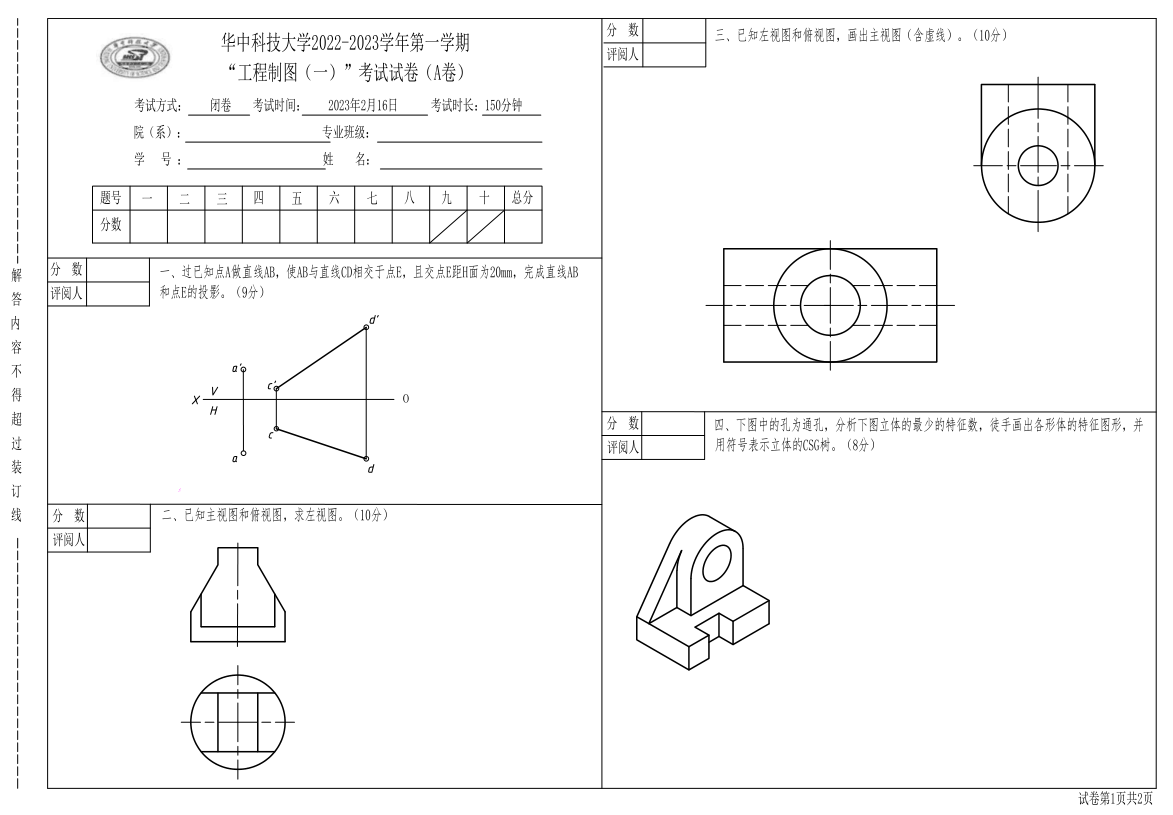 华中科技大学2022-2023学年第一学期
“工程制图（一）”考试试卷（A卷）
考试方式： 闭卷 考试时间： 2023年2月16日 考试时长：150分钟
院（系）： 专业班级：
学 号 ： 姓 名：
题号 一 二 三 四 五 六 七 八 九 十 总分
分数
解答内容不得超过装订线
分 数
评阅人
一、过已知点A做直线AB，使AB与直线CD相交于点E，且交点E距H面为20mm，完成直线AB
和点E的投影。（9分）
d'
a'
c'
V
X O
H
c
a
d
分 数
评阅人
二、已知主视图和俯视图，求左视图。（10分）
分 数
评阅人
三、已知左视图和俯视图，画出主视图（含虚线）。（10分）
分 数
评阅人
四、下图中的孔为通孔，分析下图立体的最少的特征数，徒手画出各形体的特征图形，并
用符号表示立体的CSG树。（8分）
试卷第1页共2页